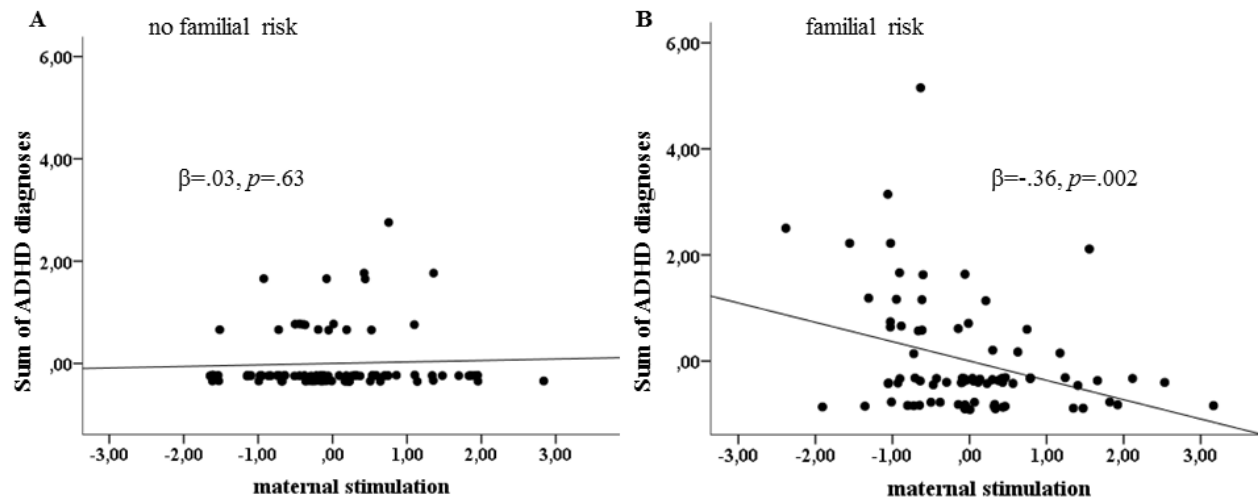 A
no familial risk
6,00
4,00
2,00
,00
Sum of ADHD diagnoses
β=.03, p=.63
-3,00 -2,00 -1,00 ,00 1,00 2,00 3,00
maternal stimulation
B
familial risk
6,00
4,00
2,00
,00
Sum of ADHD diagnoses
β=-.36, p=.002
-3,00 -2,00 -1,00 ,00 1,00 2,00 3,00
maternal stimulation